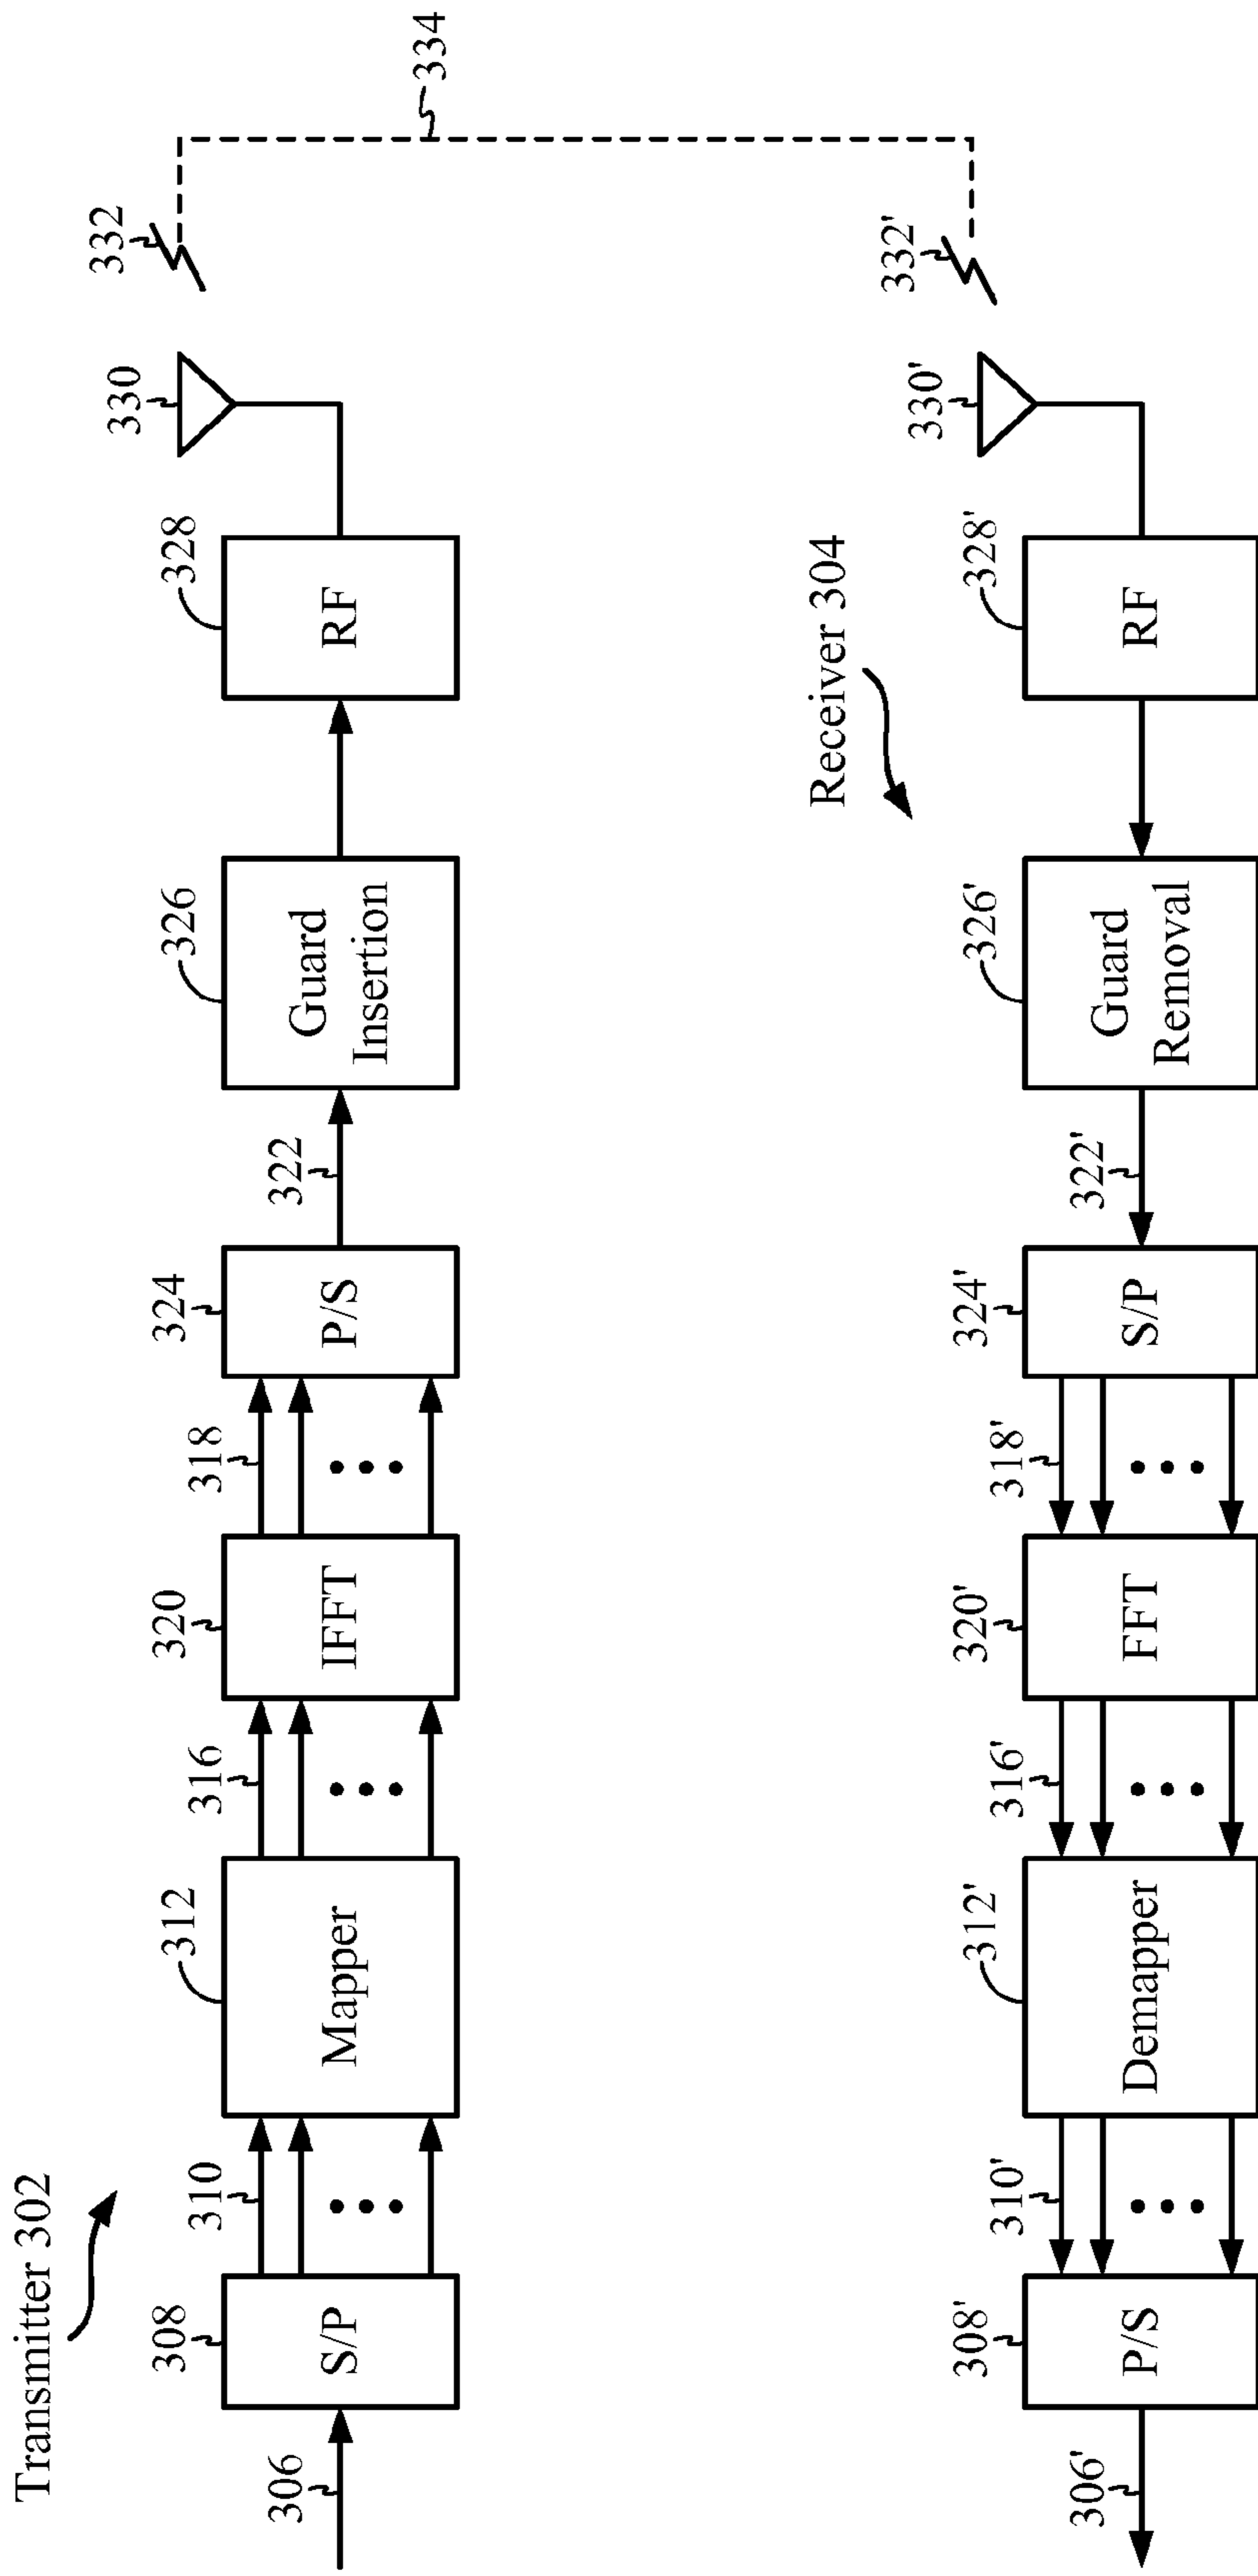 Transmitter 302
306
308
S/P
310
312
Mapper
316
320
IFFT
318
324
P/S
322
326
Guard
Insertion
328
RF
330
332
334
Receiver 304
306'
308'
P/S
310'
312'
Demapper
316'
320'
FFT
318'
324'
S/P
322'
326'
Guard
Removal
328'
RF
330'
332'